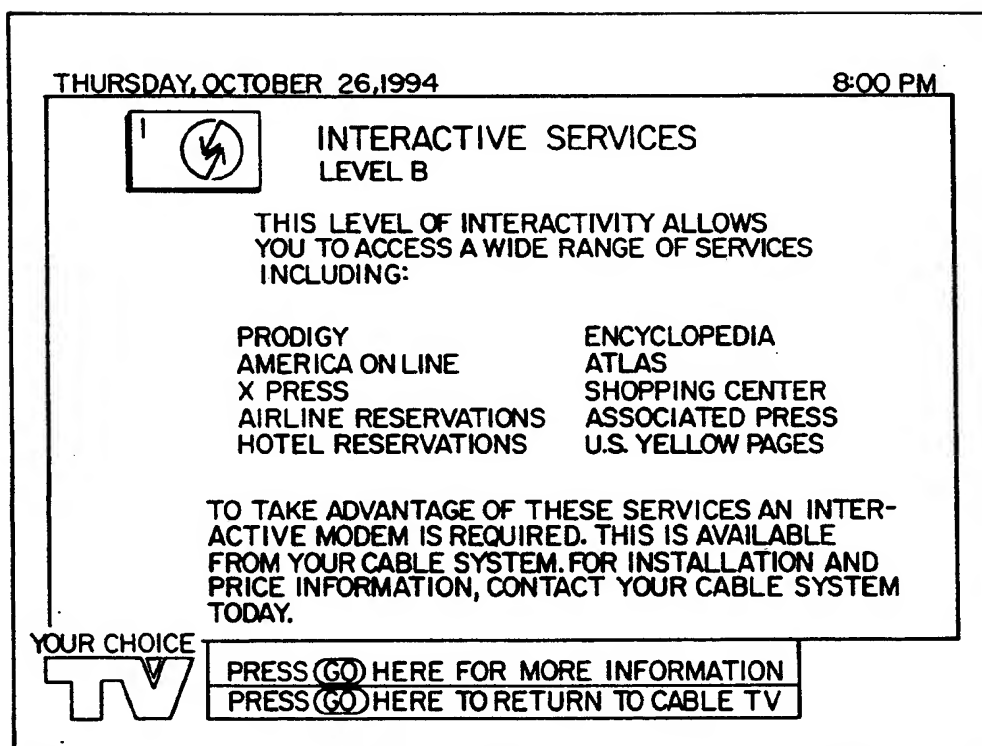 THURSDAY, OCTOBER 26,1994 8:00 PM
1
INTERACTIVE SERVICES
LEVEL B
THIS LEVEL OF INTERACTIVITY ALLOWS
YOU TO ACCESS A WIDE RANGE OF SERVICES
INCLUDING:
PRODIGY ENCYCLOPEDIA
AMERICA ON LINE ATLAS
X PRESS SHOPPING CENTER
AIRLINE RESERVATIONS ASSOCIATED PRESS
HOTEL RESERVATIONS U.S. YELLOW PAGES
TO TAKE ADVANTAGE OF THESE SERVICES AN INTER-
ACTIVE MODEM IS REQUIRED. THIS IS AVAILABLE
FROM YOUR CABLE SYSTEM. FOR INSTALLATION AND
PRICE INFORMATION, CONTACT YOUR CABLE SYSTEM
TODAY.
YOUR CHOICE
TV
PRESS GO HERE FOR MORE INFORMATION
PRESS GO HERE TO RETURN TO CABLE TV